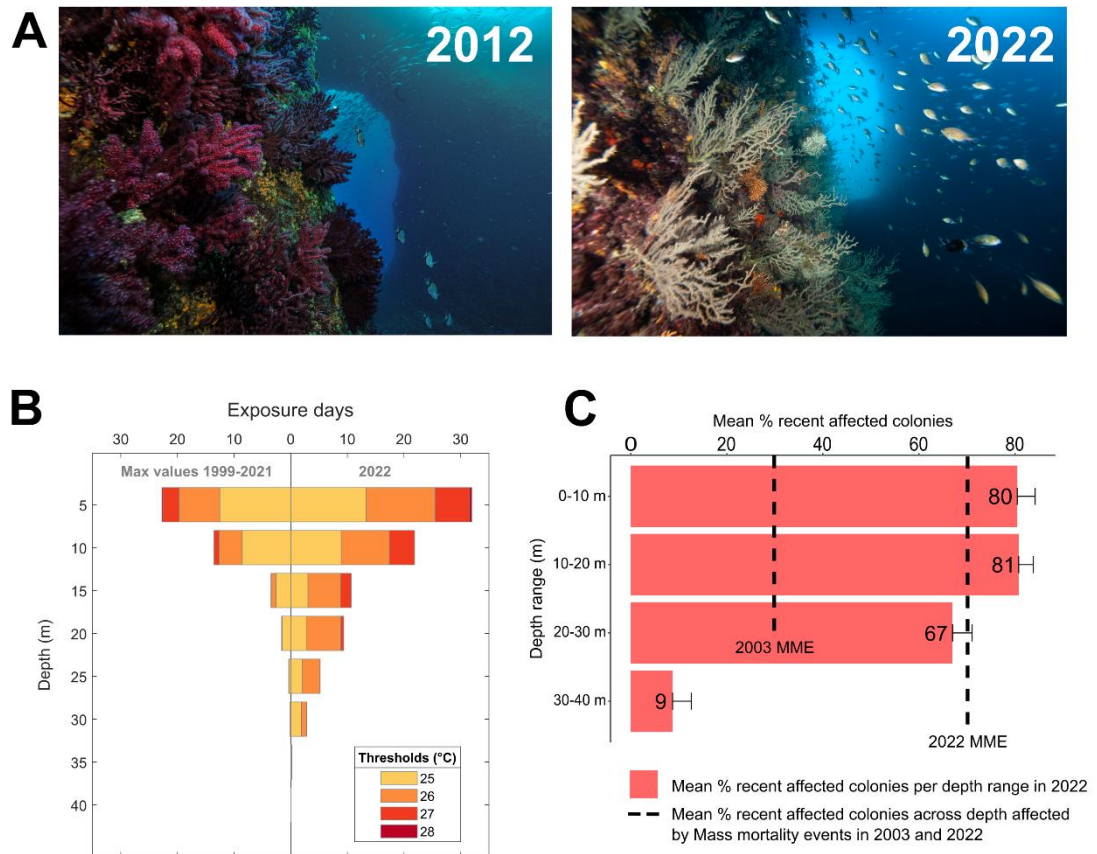 A
2012
2022
B
Exposure days
30 20 10 0 10 20 30
Max values 1999-2021
2022
Depth (m)
5
10
15
20
25
30
35
40
Thresholds (°C)
25
26
27
28
C
Mean % recent affected colonies
0 20 40 60 80
Depth range (m)
0-10 m
80
10-20 m
81
20-30 m
67
2003 MME
30-40 m
9
2022 MME
Mean % recent affected colonies per depth range in 2022
Mean % recent affected colonies across depth affected
by Mass mortality events in 2003 and 2022